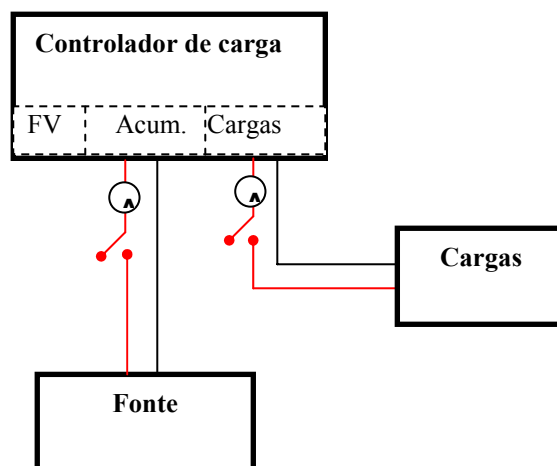 Controlador de carga
FV Acum. Cargas
A A
Cargas
Fonte